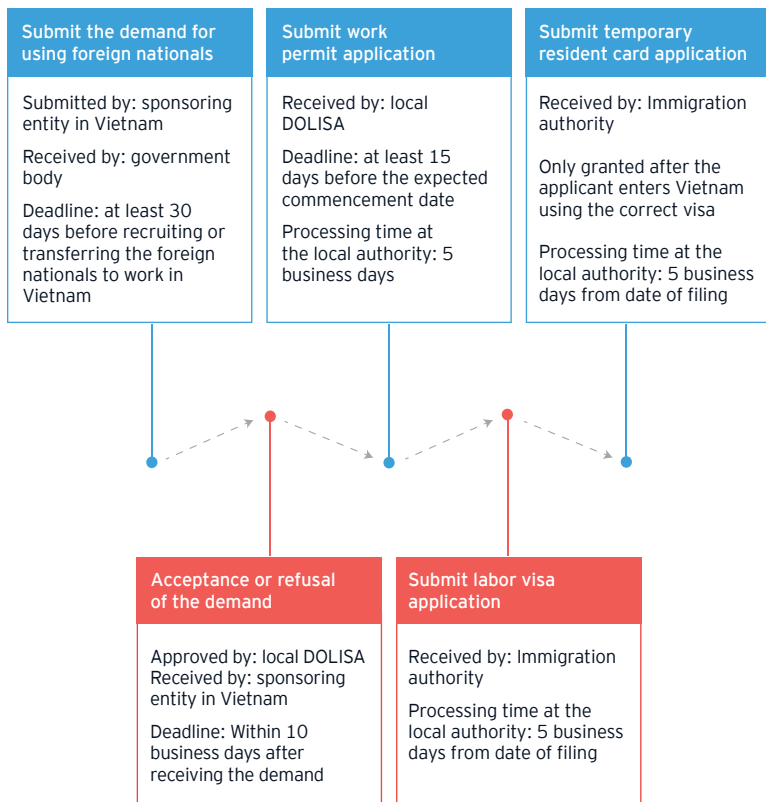 Submit the demand for
using foreign nationals
Submitted by: sponsoring
entity in Vietnam
Received by: government
body
Deadline: at least 30
days before recruiting or
transferring the foreign
nationals to work in
Vietnam
Submit work
permit application
Received by: local
DOLISA
Deadline: at least 15
days before the expected
commencement date
Processing time at
the local authority: 5
business days
Submit temporary
resident card application
Received by: Immigration
authority
Only granted after the
applicant enters Vietnam
using the correct visa
Processing time at the
local authority: 5 business
days from date of filing
Acceptance or refusal
of the demand
Approved by: local DOLISA
Received by: sponsoring
entity in Vietnam
Deadline: Within 10
business days after
receiving the demand
Submit labor visa
application
Received by: Immigration
authority
Processing time at the
local authority: 5 business
days from date of filing